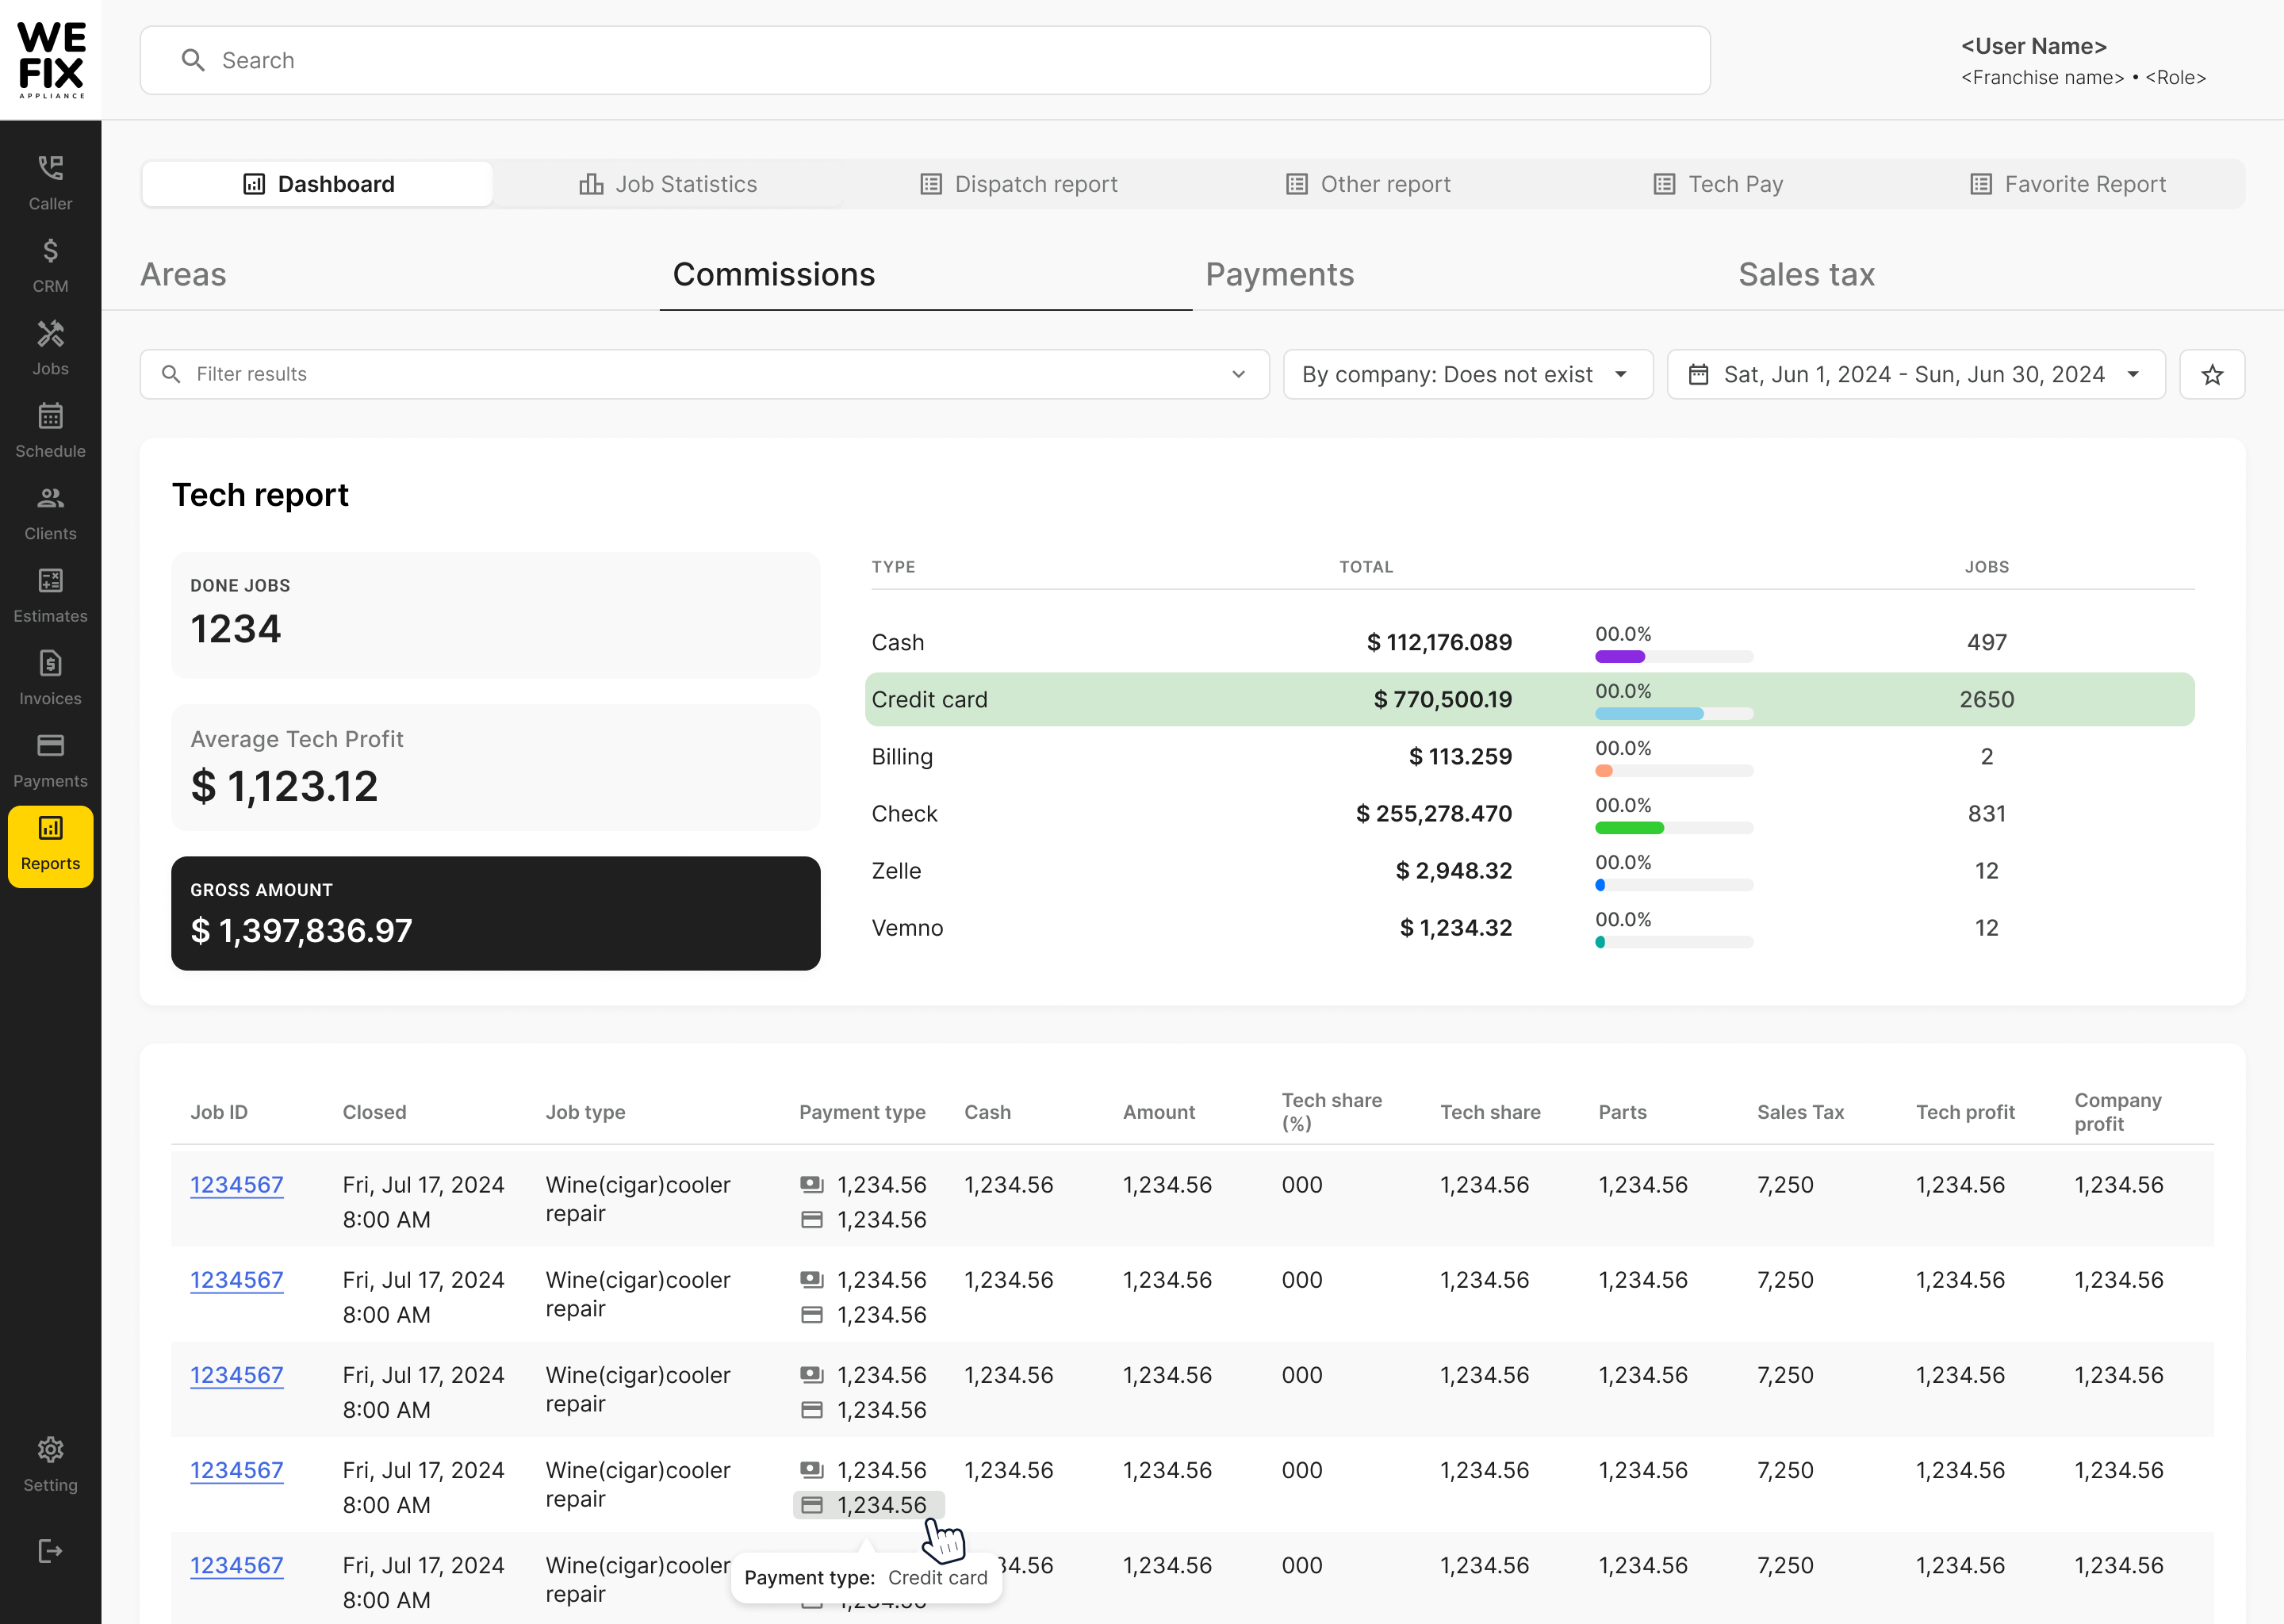 WE
FIX
APPLIANCE
Search
<User Name>
<Franchise name> • <Role>
Caller
CRM
Jobs
Schedule
Clients
Estimates
Invoices
Payments
Reports
Setting
Dashboard
Job Statistics
Dispatch report
Other report
Tech Pay
Favorite Report
Areas
Commissions
Payments
Sales tax
Filter results
By company: Does not exist
Sat, Jun 1, 2024 - Sun, Jun 30, 2024
Tech report
DONE JOBS
1234
Average Tech Profit
$ 1,123.12
GROSS AMOUNT
$ 1,397,836.97
TYPE TOTAL JOBS
Cash $ 112,176.089 00.0% 497
Credit card $ 770,500.19 00.0% 2650
Billing $ 113.259 00.0% 2
Check $ 255,278.470 00.0% 831
Zelle $ 2,948.32 00.0% 12
Vemno $ 1,234.32 00.0% 12
Job ID Closed Job type Payment type Cash Amount Tech share (%) Tech share Parts Sales Tax Tech profit Company profit
1234567 Fri, Jul 17, 2024 Wine(cigar)cooler 1,234.56 1,234.56 1,234.56 000 1,234.56 1,234.56 7,250 1,234.56 1,234.56
8:00 AM repair 1,234.56
1234567 Fri, Jul 17, 2024 Wine(cigar)cooler 1,234.56 1,234.56 1,234.56 000 1,234.56 1,234.56 7,250 1,234.56 1,234.56
8:00 AM repair 1,234.56
1234567 Fri, Jul 17, 2024 Wine(cigar)cooler 1,234.56 1,234.56 1,234.56 000 1,234.56 1,234.56 7,250 1,234.56 1,234.56
8:00 AM repair 1,234.56
1234567 Fri, Jul 17, 2024 Wine(cigar)cooler 1,234.56 1,234.56 1,234.56 000 1,234.56 1,234.56 7,250 1,234.56 1,234.56
8:00 AM repair 1,234.56
1234567 Fri, Jul 17, 2024 Wine(cigar)cooler 1,234.56 000 1,234.56 1,234.56 7,250 1,234.56 1,234.56
8:00 AM repair
Payment type: Credit card